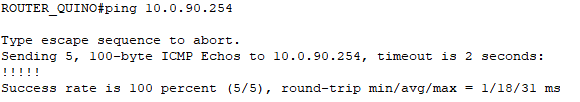 ROUTER_QUINO#ping 10.0.90.254
Type escape sequence to abort.
Sending 5, 100-byte ICMP Echos to 10.0.90.254, timeout is 2 seconds:
!!!!!
Success rate is 100 percent (5/5), round-trip min/avg/max = 1/18/31 ms